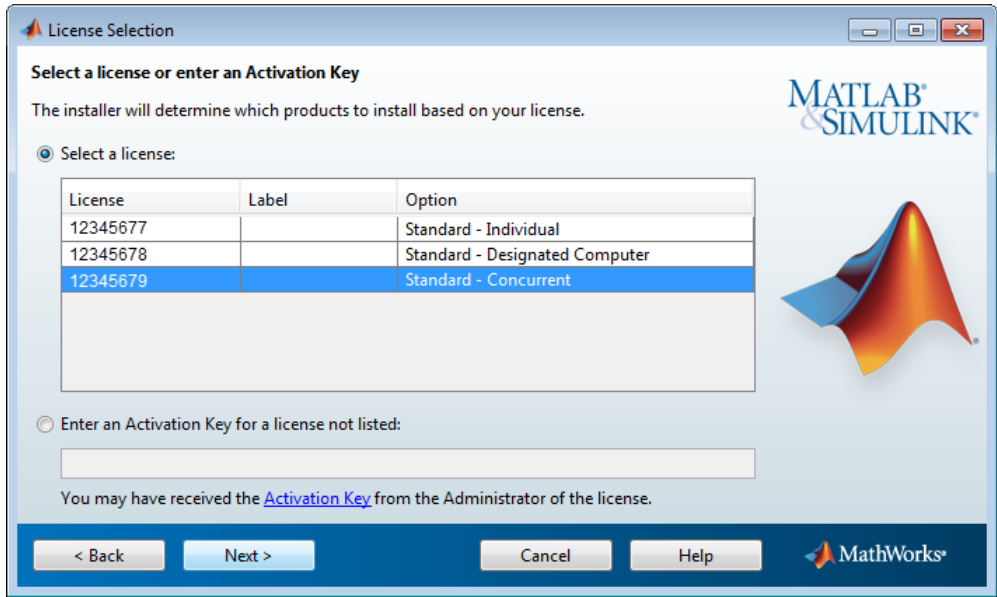 License Selection
Select a license or enter an Activation Key
The installer will determine which products to install based on your license.
MATLAB®
&SIMULINK®
Select a license:
License Label Option
12345677 Standard - Individual
12345678 Standard - Designated Computer
12345679 Standard - Concurrent
Enter an Activation Key for a license not listed:
You may have received the Activation Key from the Administrator of the license.
< Back Next > Cancel Help MathWorks®